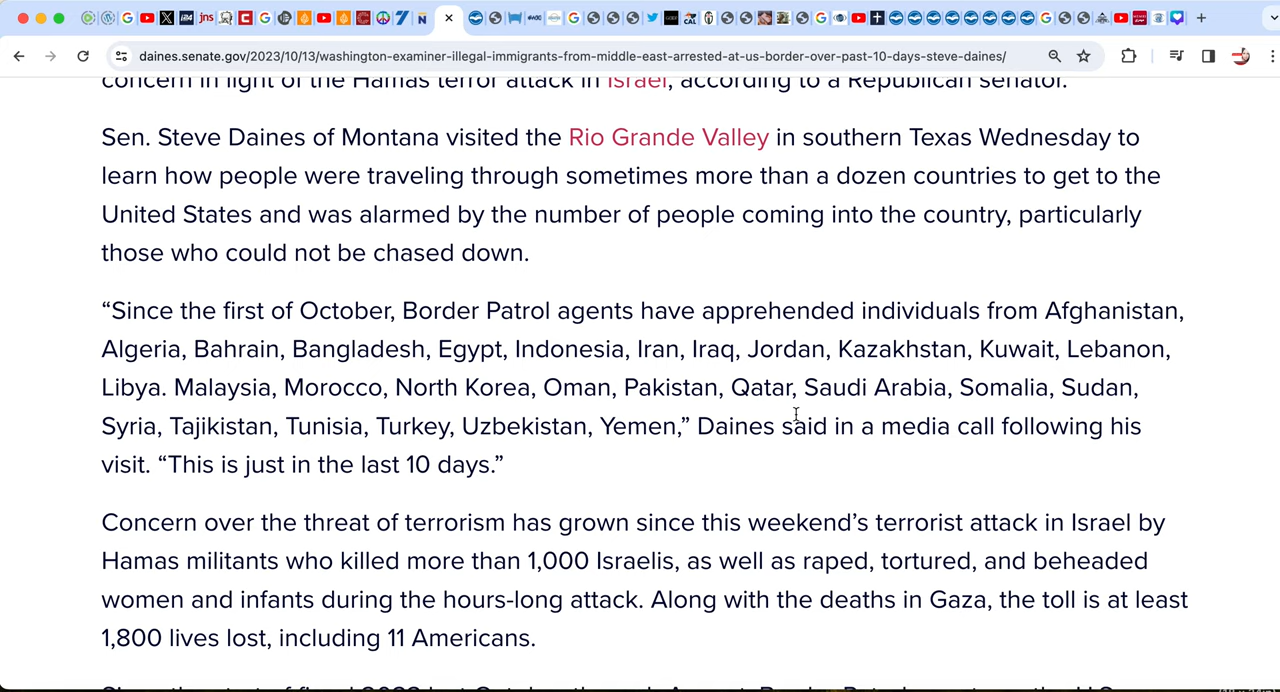 daines.senate.gov/2023/10/13/washington-examiner-illegal-immigrants-from-middle-east-arrested-at-us-border-over-past-10-days-steve-daines/
concern in light of the Hamas terror attack in Israel, according to a Republican senator.
Sen. Steve Daines of Montana visited the Rio Grande Valley in southern Texas Wednesday to
learn how people were traveling through sometimes more than a dozen countries to get to the
United States and was alarmed by the number of people coming into the country, particularly
those who could not be chased down.
“Since the first of October, Border Patrol agents have apprehended individuals from Afghanistan,
Algeria, Bahrain, Bangladesh, Egypt, Indonesia, Iran, Iraq, Jordan, Kazakhstan, Kuwait, Lebanon,
Libya. Malaysia, Morocco, North Korea, Oman, Pakistan, Qatar, Saudi Arabia, Somalia, Sudan,
Syria, Tajikistan, Tunisia, Turkey, Uzbekistan, Yemen,” Daines said in a media call following his
visit. “This is just in the last 10 days.”
Concern over the threat of terrorism has grown since this weekend’s terrorist attack in Israel by
Hamas militants who killed more than 1,000 Israelis, as well as raped, tortured, and beheaded
women and infants during the hours-long attack. Along with the deaths in Gaza, the toll is at least
1,800 lives lost, including 11 Americans.